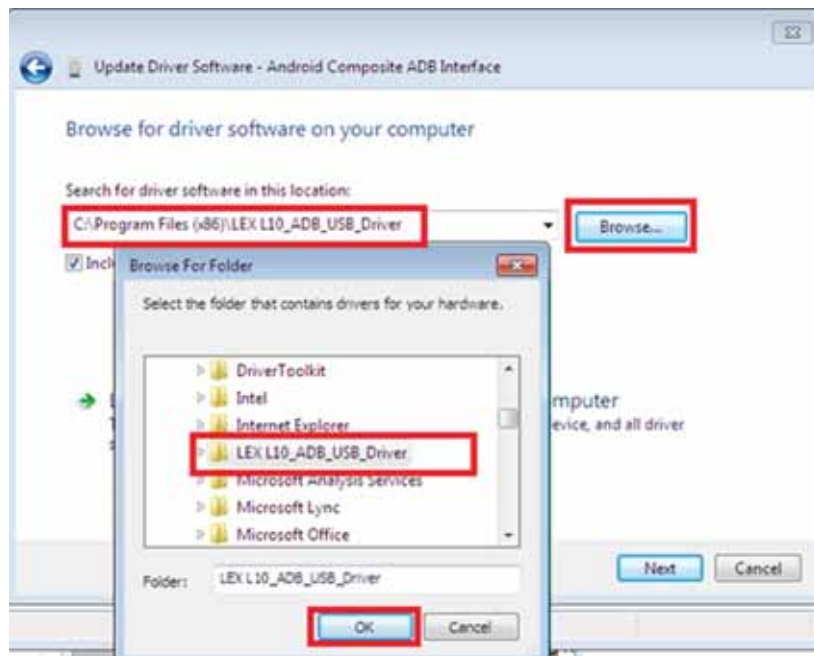 Update Driver Software - Android Composite ADB Interface
Browse for driver software on your computer
Search for driver software in this location:
C:\Program Files (x86)\LEX L10_ADB_USB_Driver
Browse...
Incl
Browse For Folder
Select the folder that contains drivers for your hardware.
DriverToolkit
Intel
Internet Explorer
LEX L10_ADB_USB_Driver
Microsoft Analysis Services
Microsoft Lync
Microsoft Office
mputer
evice, and all driver
Folder:
LEX L10_ADB_USB_Driver
OK
Cancel
Next
Cancel